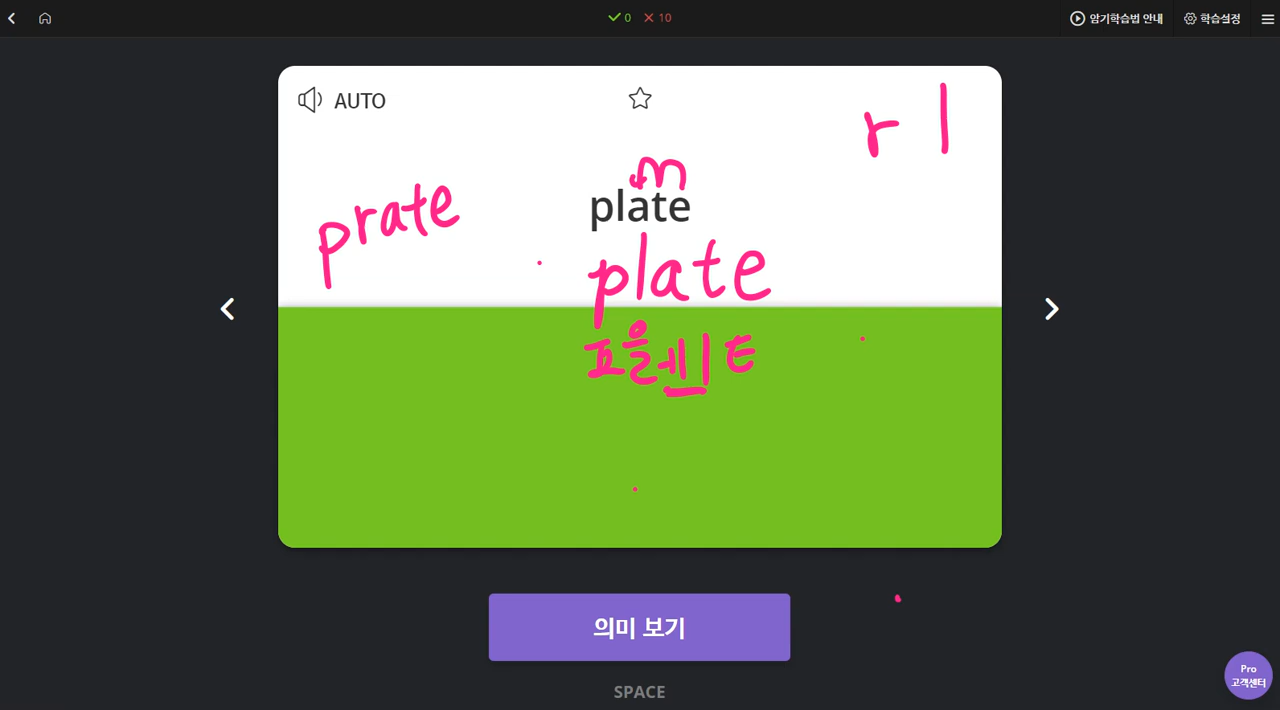 0 10 암기학습법 안내 학습설정
AUTO
r l
m
prate
plate
plate
프을레이트
의미 보기
SPACE
Pro
고객센터